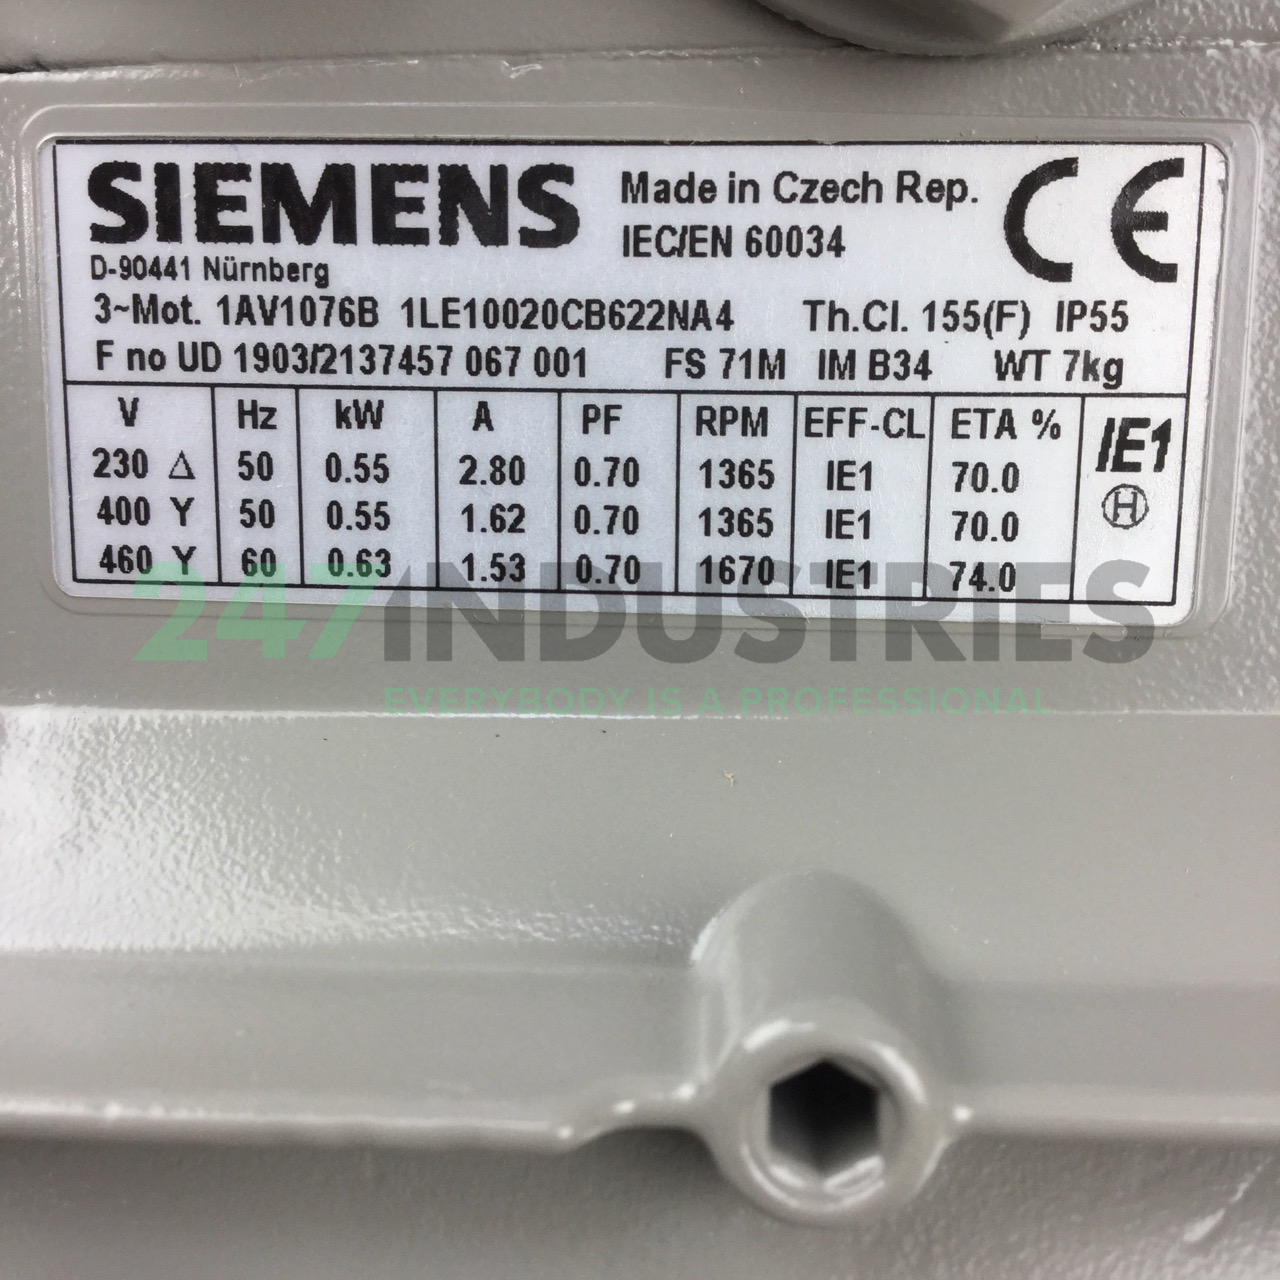 SIEMENS
Made in Czech Rep.
IEC/EN 60034
CE
D-90441 Nürnberg
3~Mot. 1AV1076B 1LE10020CB622NA4 Th.Cl. 155(F) IP55
F no UD 1903/2137457 067 001 FS 71M IM B34 WT 7kg
V Hz kW A PF RPM EFF-CL ETA % IE1
230 Δ 50 0.55 2.80 0.70 1365 IE1 70.0
400 Y 50 0.55 1.62 0.70 1365 IE1 70.0 H
460 Y 60 0.63 1.53 0.70 1670 IE1 74.0
247INDUSTRIES
EVERYBODY IS A PROFESSIONAL